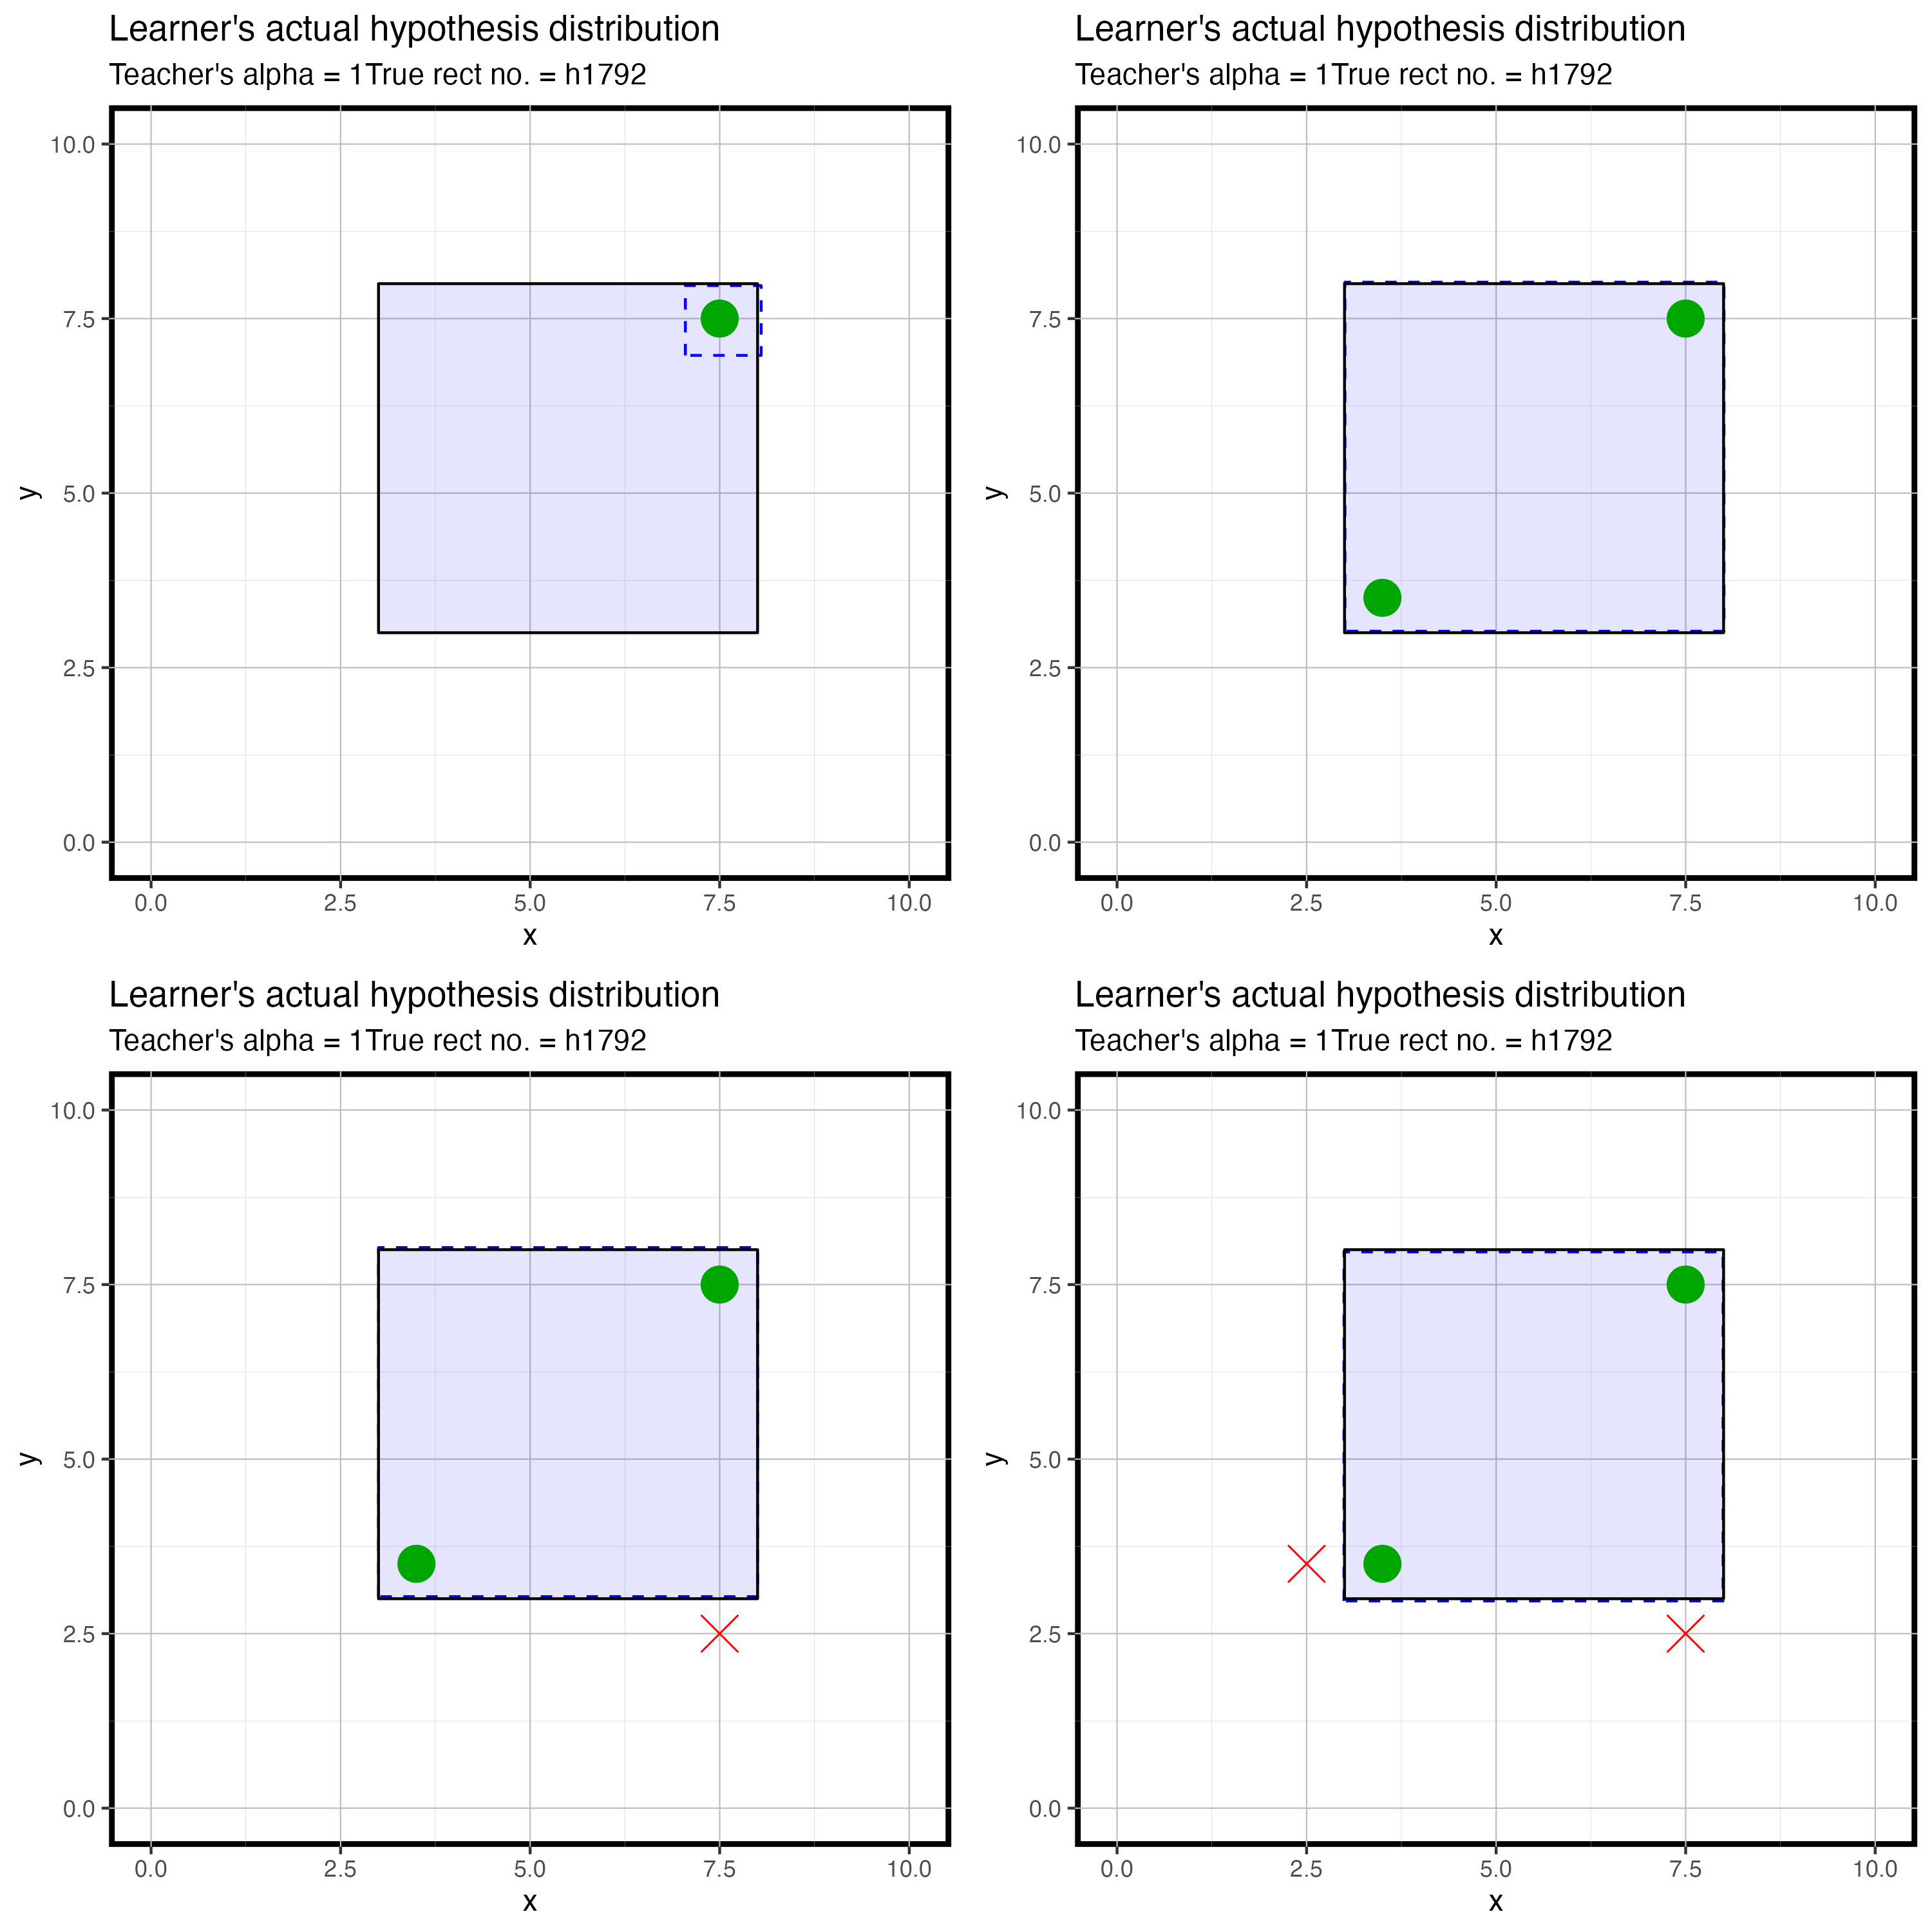 Learner's actual hypothesis distribution
Teacher's alpha = 1True rect no. = h1792
10.0
7.5
5.0
2.5
0.0
y
0.0 2.5 5.0 7.5 10.0
x
Learner's actual hypothesis distribution
Teacher's alpha = 1True rect no. = h1792
10.0
7.5
5.0
2.5
0.0
y
0.0 2.5 5.0 7.5 10.0
x
Learner's actual hypothesis distribution
Teacher's alpha = 1True rect no. = h1792
10.0
7.5
5.0
2.5
0.0
y
0.0 2.5 5.0 7.5 10.0
x
Learner's actual hypothesis distribution
Teacher's alpha = 1True rect no. = h1792
10.0
7.5
5.0
2.5
0.0
y
0.0 2.5 5.0 7.5 10.0
x